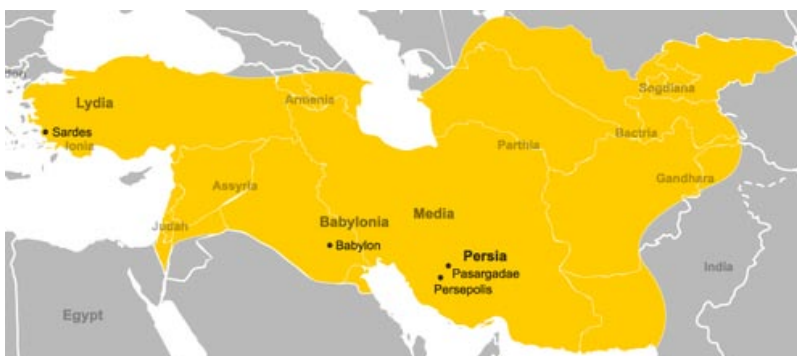 Lydia
Sardes
Ionia
Armenia
Sogdiana
Parthia
Bactria
Gandhara
Assyria
Judah
Babylonia
Babylon
Media
Persia
Pasargadae
Persepolis
India
Egypt